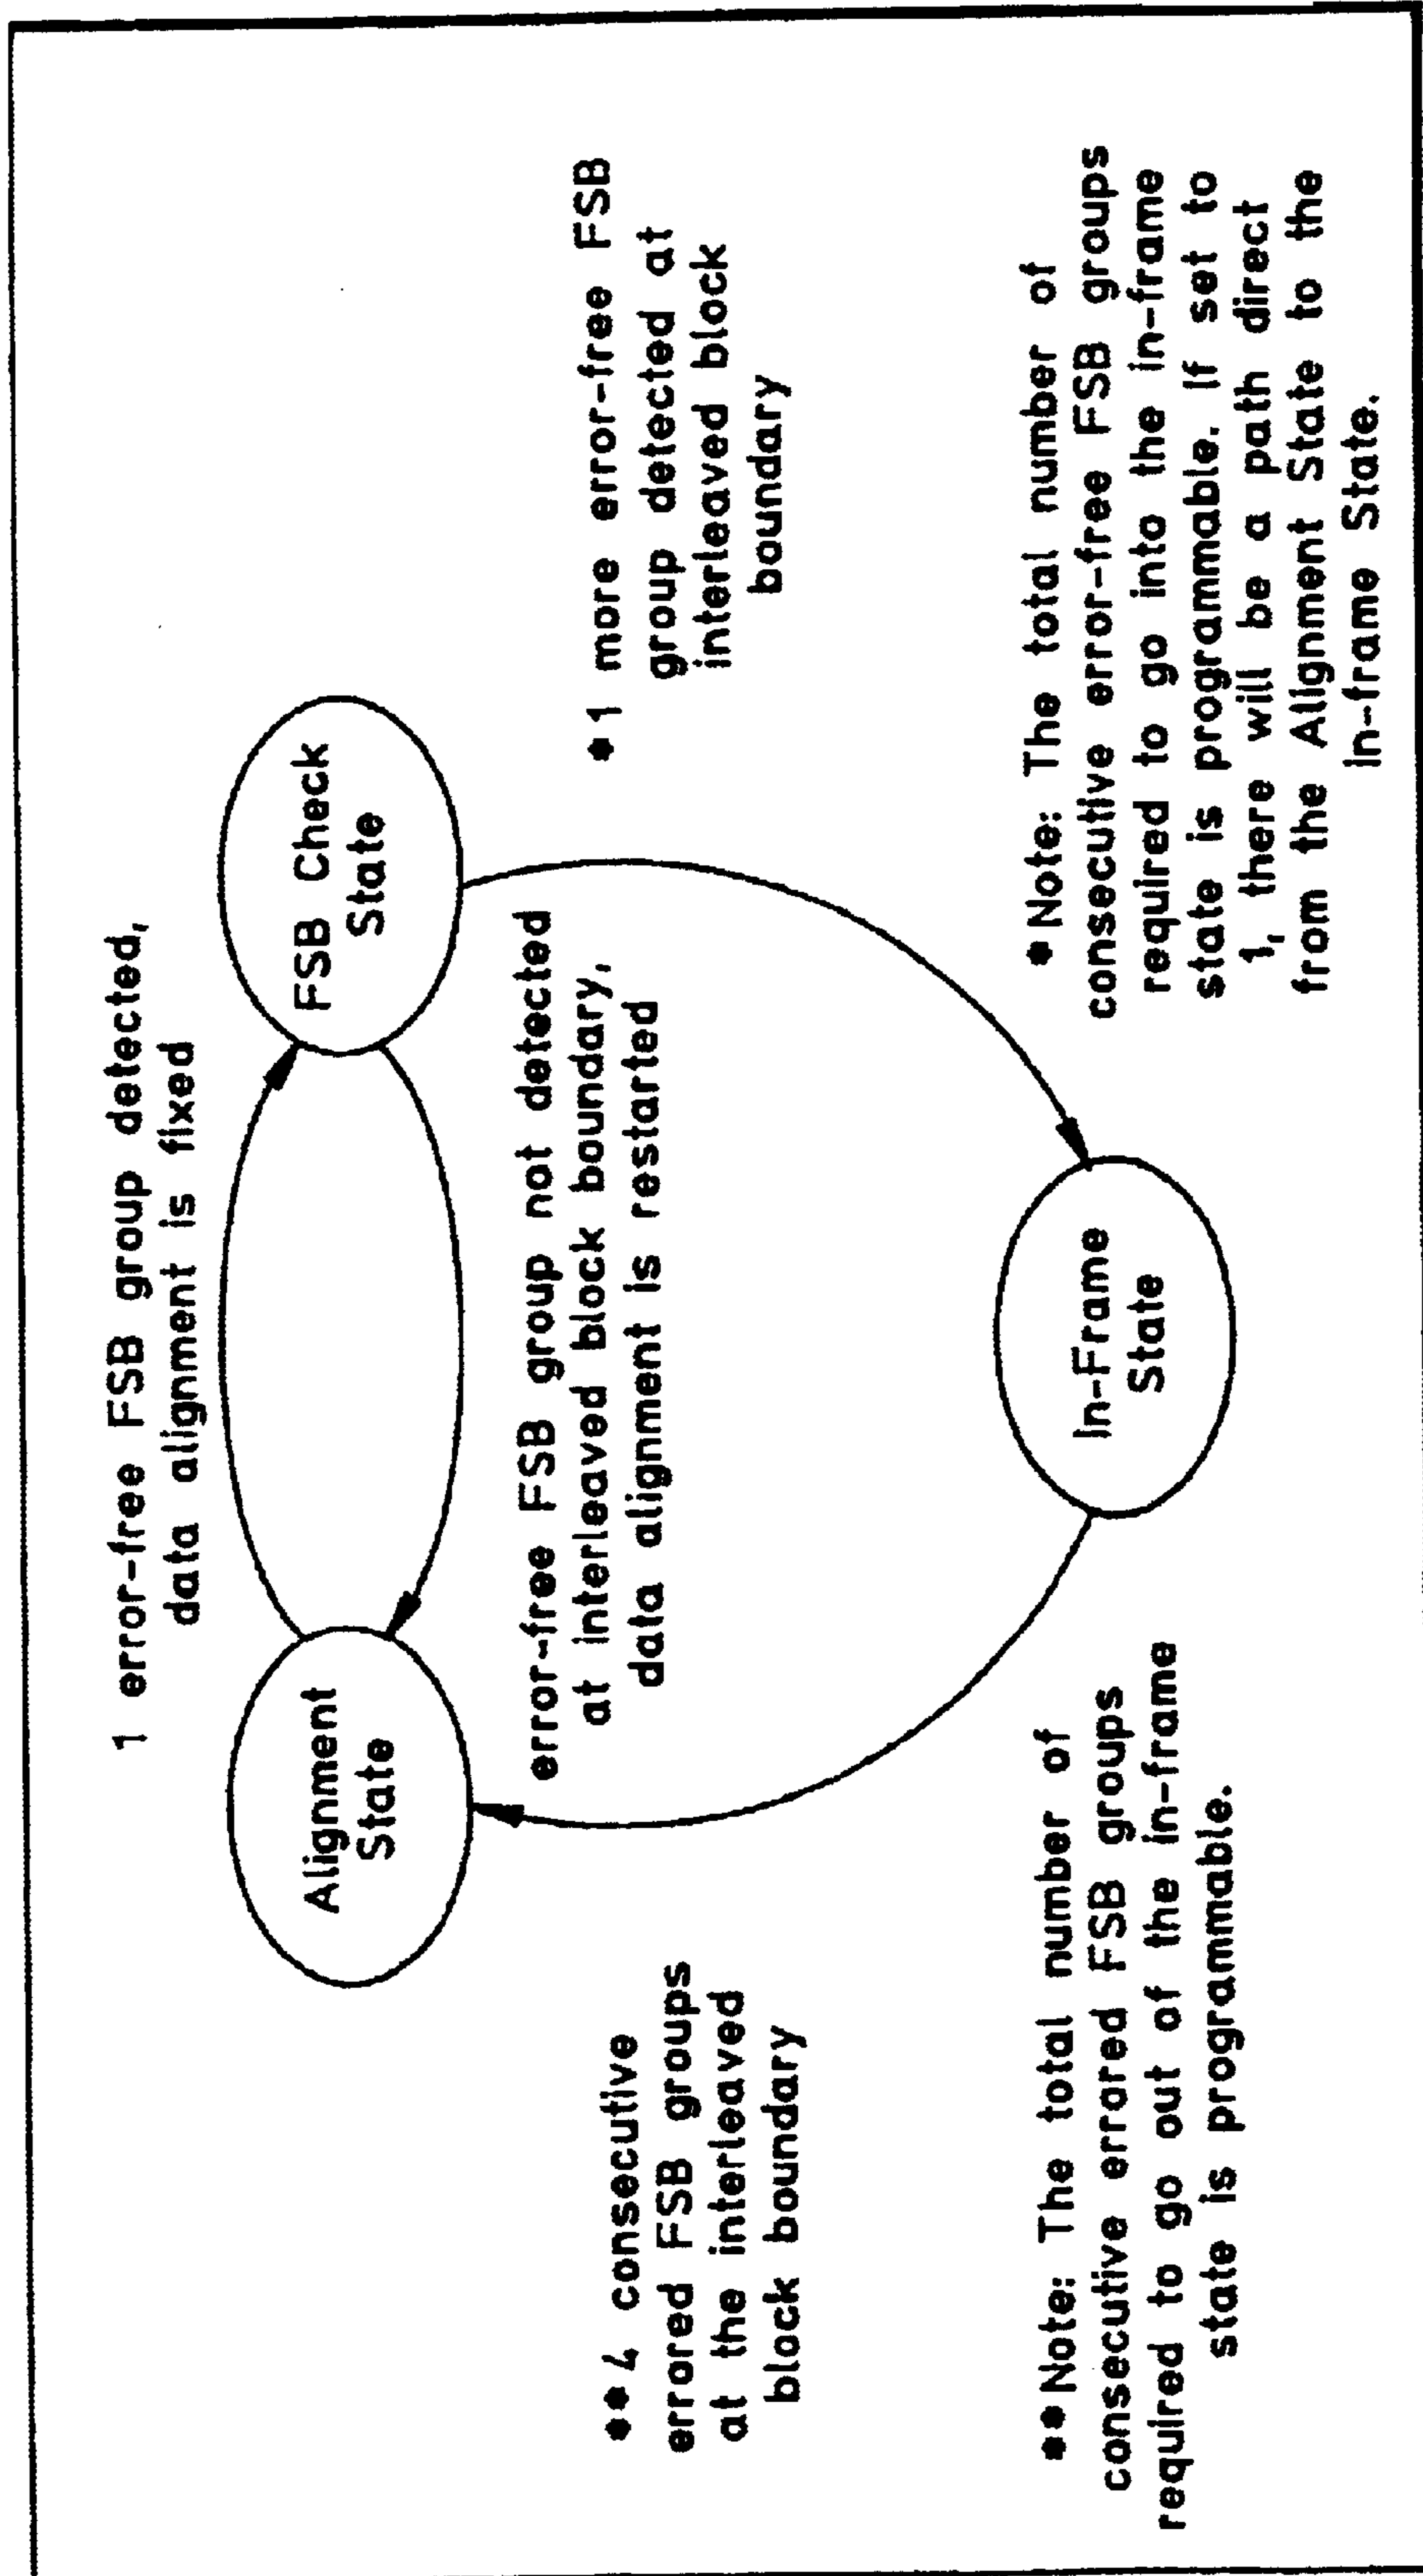 1 error-free FSB group detected,
data alignment is fixed
Alignment
State
FSB Check
State
error-free FSB group not detected
at interleaved block boundary,
data alignment is restarted
** 4 consecutive
errored FSB groups
at the interleaved
block boundary
* 1 more error-free FSB
group detected at
interleaved block
boundary
In-Frame
State
** Note: The total number of
consecutive errored FSB groups
required to go out of the in-frame
state is programmable.
* Note: The total number of
consecutive error-free FSB groups
required to go into the in-frame
state is programmable. If set to
1, there will be a path direct
from the Alignment State to the
in-frame State.